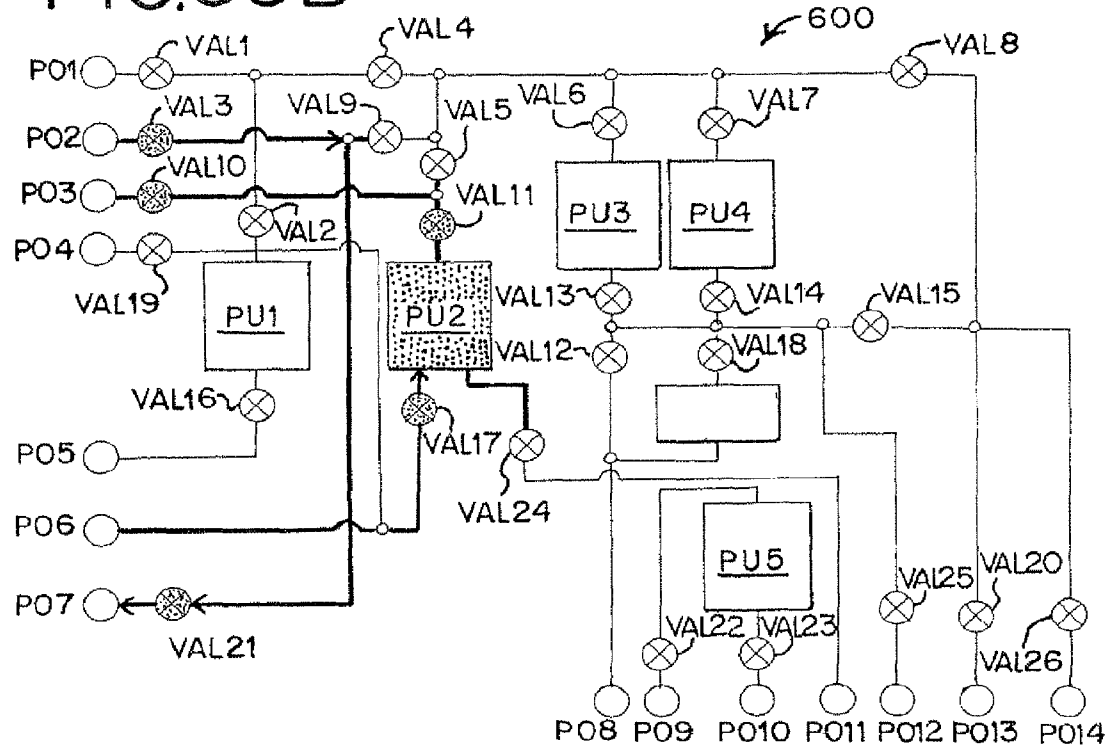 600
VAL1
VAL4
VAL8
PO1
VAL3
VAL9
VAL5
VAL6
VAL7
PO2
VAL10
PO3
VAL11
PU3
PU4
VAL2
PO4
VAL19
PU1
PU2
VAL13
VAL14
VAL15
VAL12
VAL18
VAL16
VAL17
PO5
VAL24
PO6
PU5
PO7
VAL21
VAL22
VAL23
VAL25
VAL20
VAL26
PO8
PO9
PO10
PO11
PO12
PO13
PO14